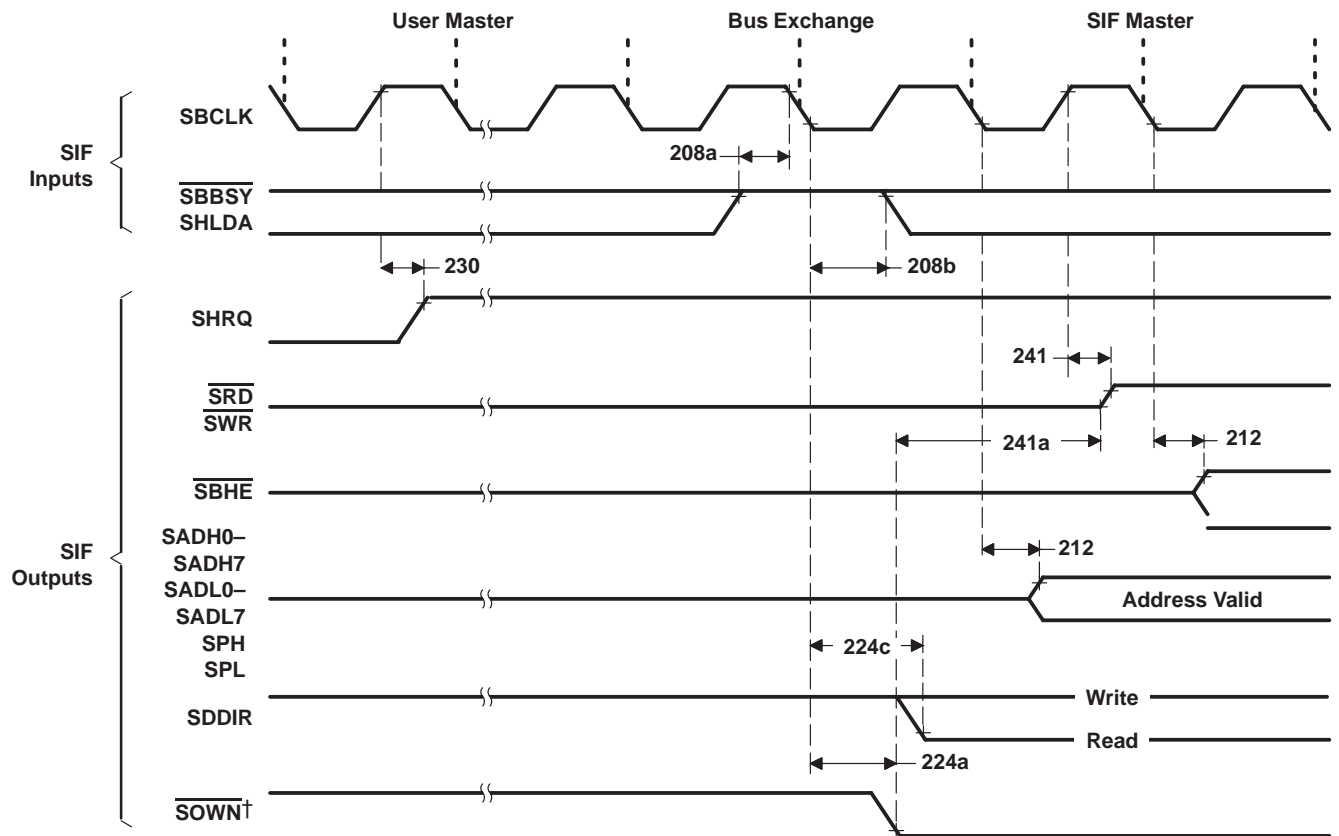 User Master Bus Exchange SIF Master
SBCLK
SIF
Inputs
208a
SBBSY
SHLDA
230
208b
SHRQ
241
SRD
SWR
241a
212
SBHE
SIF
Outputs
SADH0–
SADH7
SADL0–
SADL7
SPH
SPL
212
Address Valid
224c
SDDIR
Write
Read
224a
SOWN†